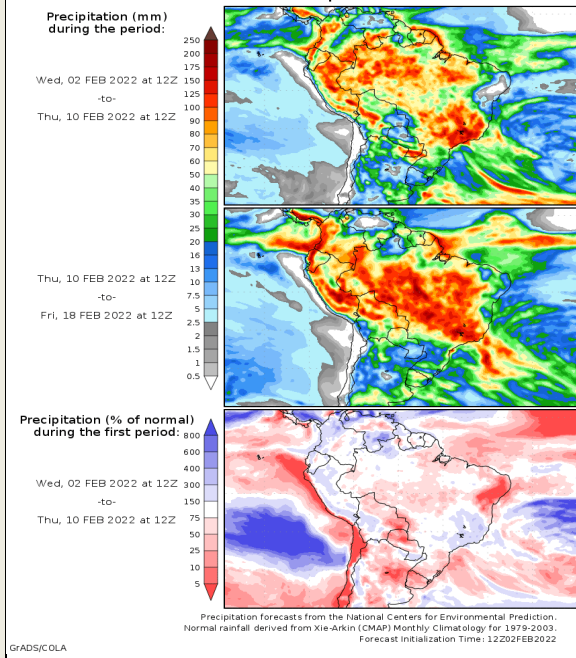 Precipitation (mm)
during the period:
250
200
175
150
125
100
90
80
70
60
50
40
35
30
25
20
16
13
10
7.5
5
2.5
2
1.5
1
0.5
Wed, 02 FEB 2022 at 12Z
-to-
Thu, 10 FEB 2022 at 12Z
Thu, 10 FEB 2022 at 12Z
-to-
Fri, 18 FEB 2022 at 12Z
Precipitation (% of normal)
during the first period:
800
600
400
300
150
75
50
25
10
5
Wed, 02 FEB 2022 at 12Z
-to-
Thu, 10 FEB 2022 at 12Z
Precipitation forecasts from the National Centers for Environmental Prediction.
Normal rainfall derived from Xie-Arkin (CMAP) Monthly Climatology for 1979-2003.
Forecast Initialization Time: 12Z02FEB2022
GrADS/COLA